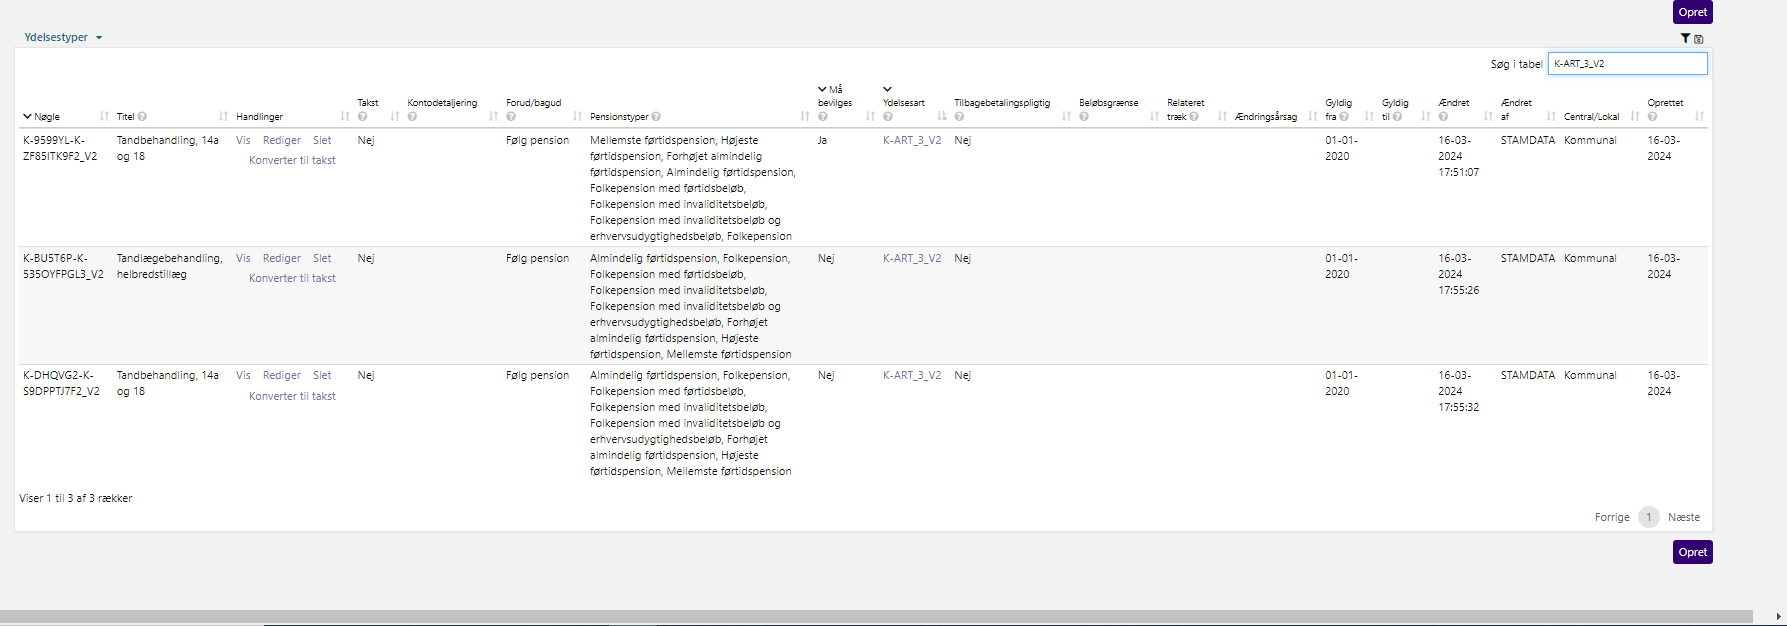 Opret
Ydelsestyper
Søg i tabel K-ART_3_V2
Nøgle Titel Handlinger Takst Kontodetaljering Forud/bagud Pensionstyper Må bevilges Ydelsesart Tilbagebetalingspligtig Beløbsgrænse Relateret træk Ændringsårsag Gyldig fra Gyldig til Ændret Ændret af Central/Lokal Oprettet
K-9599YL-K- Tandbehandling, 14a Vis Rediger Slet Nej Følg pension Mellemste førtidspension, Højeste Ja K-ART_3_V2 Nej 01-01- 16-03- STAMDATA Kommunal 16-03-
ZF85ITK9F2_V2 og 18 Konverter til takst førtidspension, Forhøjet almindelig 2020 2024 2024
førtidspension, Almindelig førtidspension, 17:51:07
Folkepension med førtidsbeløb,
Folkepension med invaliditetsbeløb,
Folkepension med invaliditetsbeløb og
erhvervsudygtighedsbeløb, Folkepension
K-BU5T6P-K- Tandlægebehandling, Vis Rediger Slet Nej Følg pension Almindelig førtidspension, Folkepension, Nej K-ART_3_V2 Nej 01-01- 16-03- STAMDATA Kommunal 16-03-
535OYFPGL3_V2 helbredstillæg Konverter til takst Folkepension med førtidsbeløb, 2020 2024 2024
Folkepension med invaliditetsbeløb, 17:55:26
Folkepension med invaliditetsbeløb og
erhvervsudygtighedsbeløb, Forhøjet
almindelig førtidspension, Højeste
førtidspension, Mellemste førtidspension
K-DHQVG2-K- Tandbehandling, 14a Vis Rediger Slet Nej Følg pension Almindelig førtidspension, Folkepension, Nej K-ART_3_V2 Nej 01-01- 16-03- STAMDATA Kommunal 16-03-
S9DPPTJ7F2_V2 og 18 Konverter til takst Folkepension med førtidsbeløb, 2020 2024 2024
Folkepension med invaliditetsbeløb, 17:55:32
Folkepension med invaliditetsbeløb og
erhvervsudygtighedsbeløb, Forhøjet
almindelig førtidspension, Højeste
førtidspension, Mellemste førtidspension
Viser 1 til 3 af 3 rækker
Forrige 1 Næste
Opret